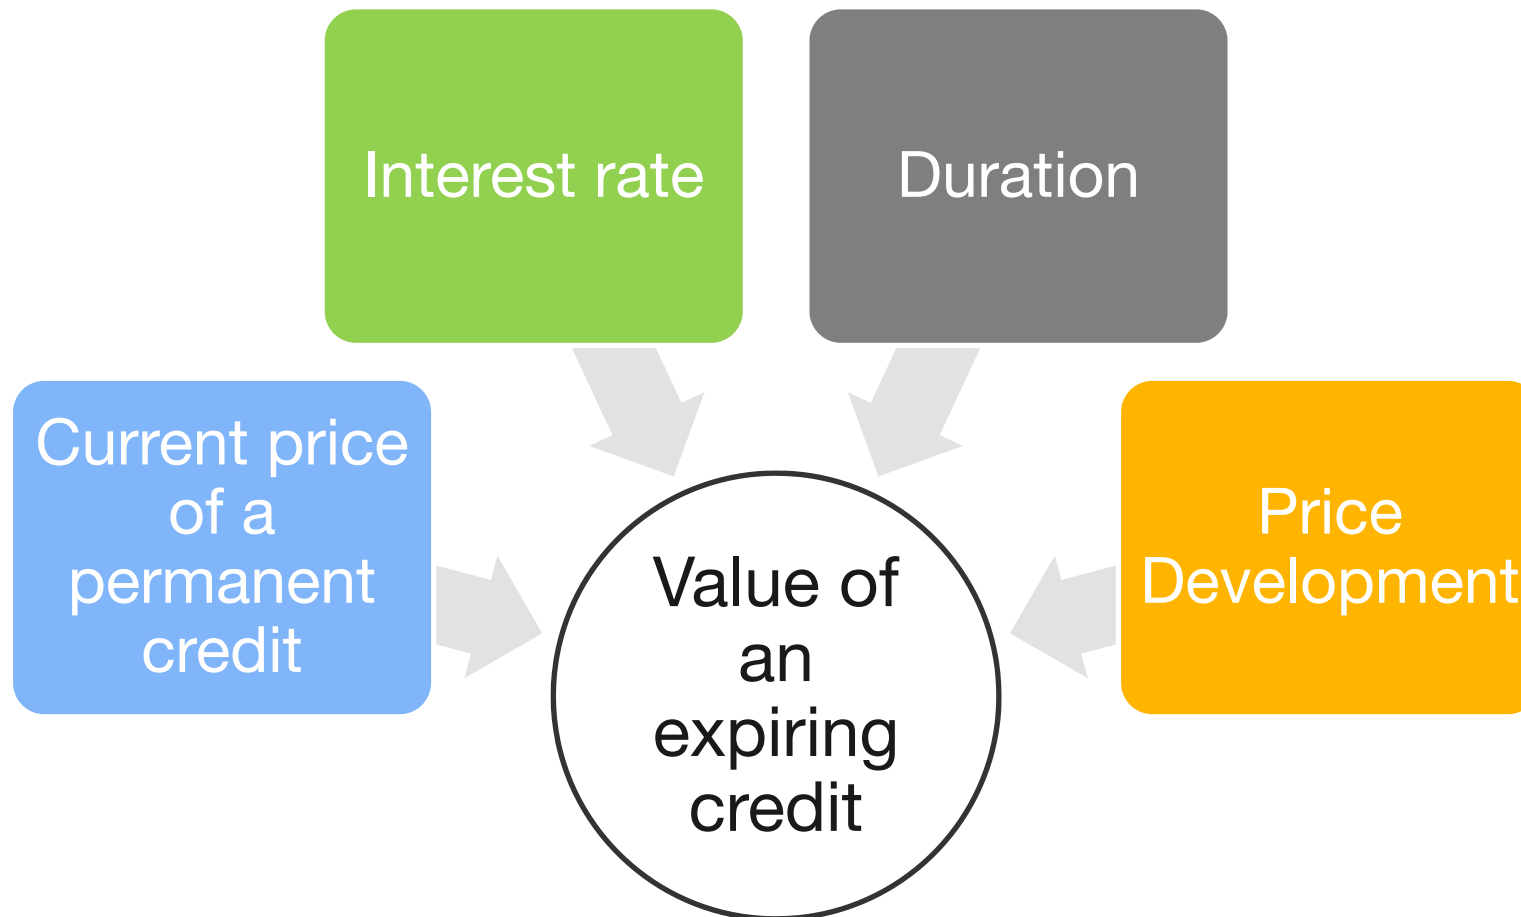 Interest rate
Duration
Current price
of a
permanent
credit
Price
Development
Value of
an
expiring
credit